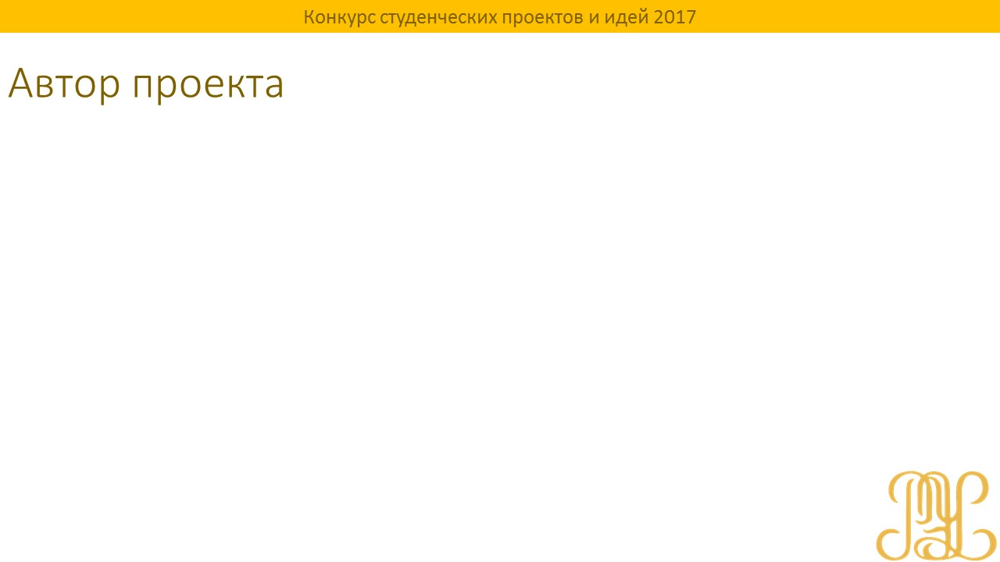 Конкурс студенческих проектов и идей 2017
Автор проекта